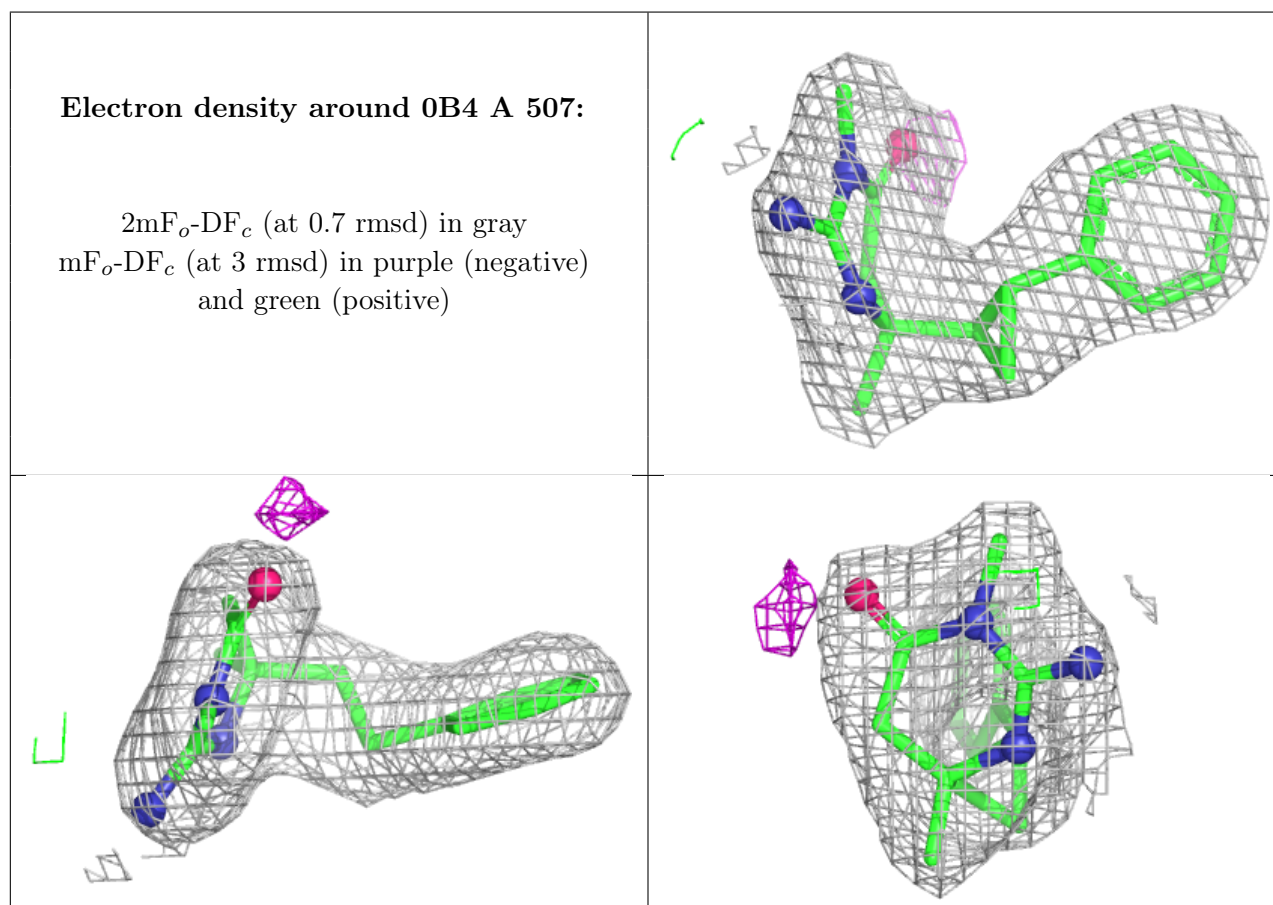 Electron density around 0B4 A 507:
2mFo-DFc (at 0.7 rmsd) in gray
mFo-DFc (at 3 rmsd) in purple (negative)
and green (positive)